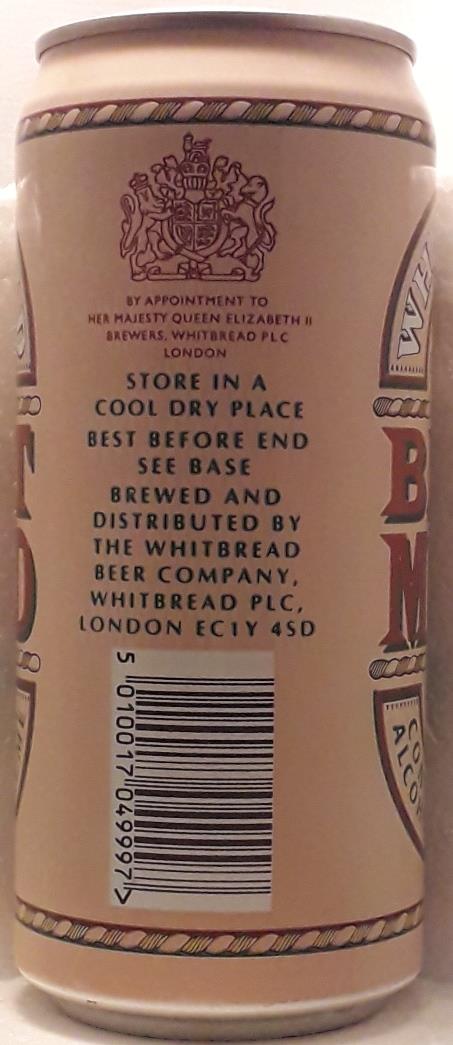 BY APPOINTMENT TO
HER MAJESTY QUEEN ELIZABETH II
BREWERS, WHITBREAD PLC
LONDON
STORE IN A
COOL DRY PLACE
BEST BEFORE END
SEE BASE
BREWED AND
DISTRIBUTED BY
THE WHITBREAD
BEER COMPANY,
WHITBREAD PLC,
LONDON EC1Y 4SD
5 010017 049997 >
WH
B
M